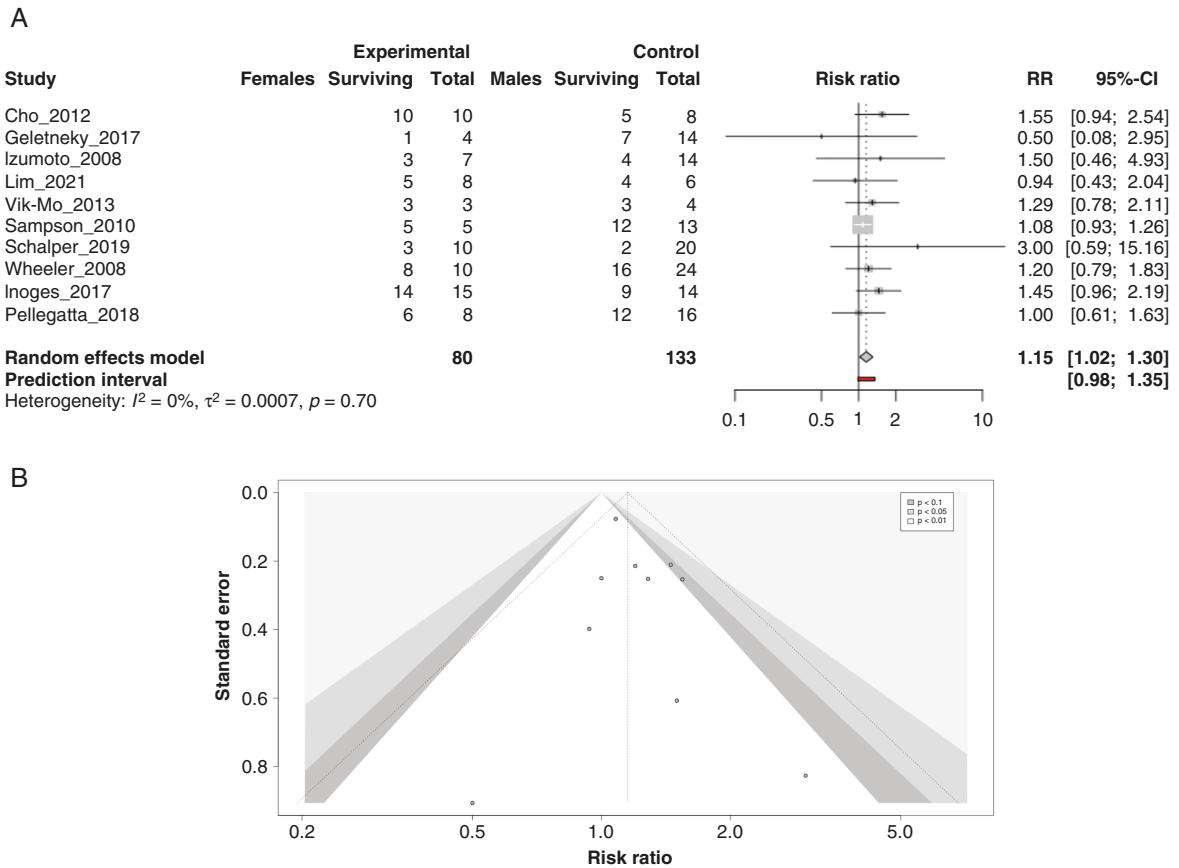 A
Experimental Control
Study Females Surviving Total Males Surviving Total Risk ratio RR 95%-CI
Cho_2012 10 10 5 8 1.55 [0.94; 2.54]
Geletneky_2017 1 4 7 14 0.50 [0.08; 2.95]
Izumoto_2008 3 7 4 14 1.50 [0.46; 4.93]
Lim_2021 5 8 4 6 0.94 [0.43; 2.04]
Vik-Mo_2013 3 3 3 4 1.29 [0.78; 2.11]
Sampson_2010 5 5 12 13 1.08 [0.93; 1.26]
Schalper_2019 3 10 2 20 3.00 [0.59; 15.16]
Wheeler_2008 8 10 16 24 1.20 [0.79; 1.83]
Inoges_2017 14 15 9 14 1.45 [0.96; 2.19]
Pellegatta_2018 6 8 12 16 1.00 [0.61; 1.63]
Random effects model 80 133 1.15 [1.02; 1.30]
Prediction interval [0.98; 1.35]
Heterogeneity: I² = 0%, τ² = 0.0007, p = 0.70
0.1 0.5 1 2 10
B
0.0
0.2
0.4
0.6
0.8
Standard error
p < 0.1
p < 0.05
p < 0.01
0.2 0.5 1.0 2.0 5.0
Risk ratio